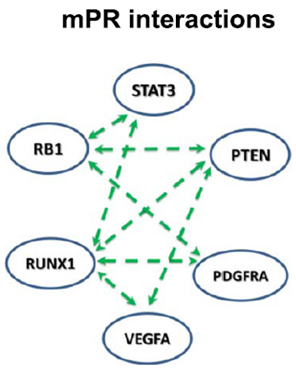 mPR interactions
STAT3
RB1
PTEN
RUNX1
PDGFRA
VEGFA